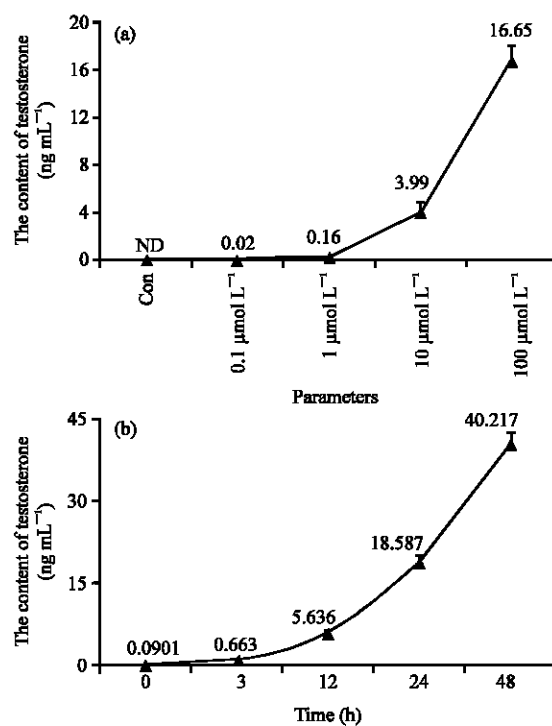 (a)
The content of testosterone
(ng mL⁻¹)
20
16
12
8
4
0
ND
0.02
0.16
3.99
16.65
Con
0.1 µmol L⁻¹
1 µmol L⁻¹
10 µmol L⁻¹
100 µmol L⁻¹
Parameters
(b)
The content of testosterone
(ng mL⁻¹)
45
30
15
0
0.0901
0.663
5.636
18.587
40.217
0
3
12
24
48
Time (h)